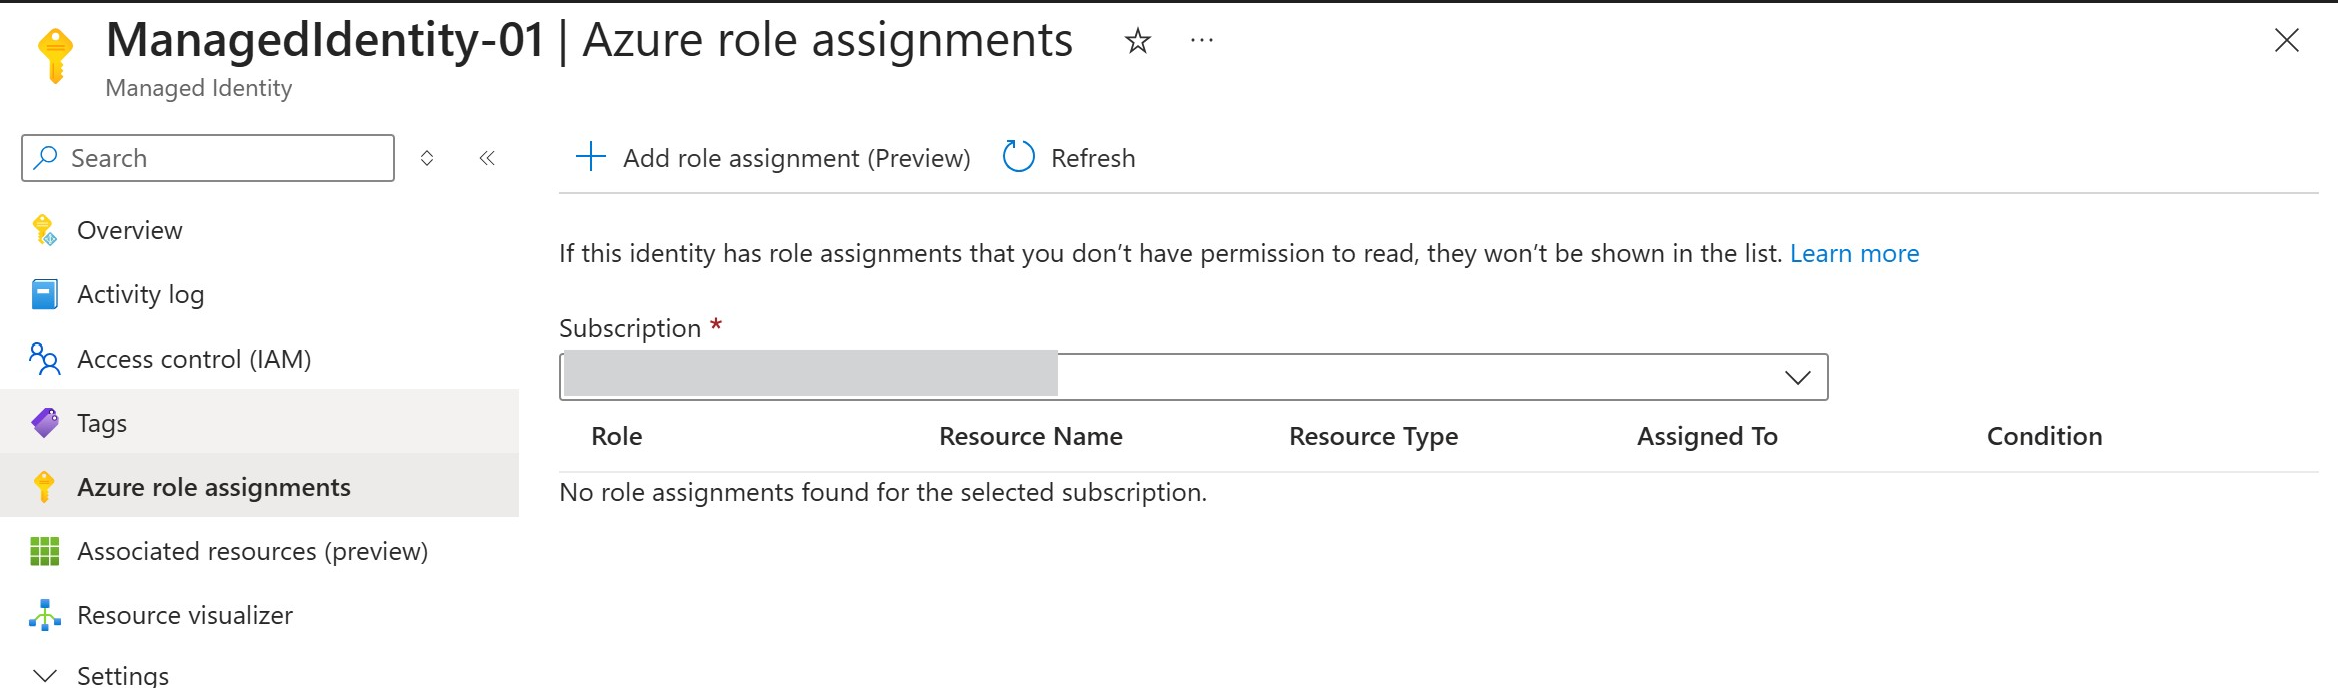 ManagedIdentity-01 | Azure role assignments
Managed Identity
Search
Overview
Activity log
Access control (IAM)
Tags
Azure role assignments
Associated resources (preview)
Resource visualizer
Settings
Add role assignment (Preview) Refresh
If this identity has role assignments that you don’t have permission to read, they won’t be shown in the list. Learn more
Subscription *
Role Resource Name Resource Type Assigned To Condition
No role assignments found for the selected subscription.